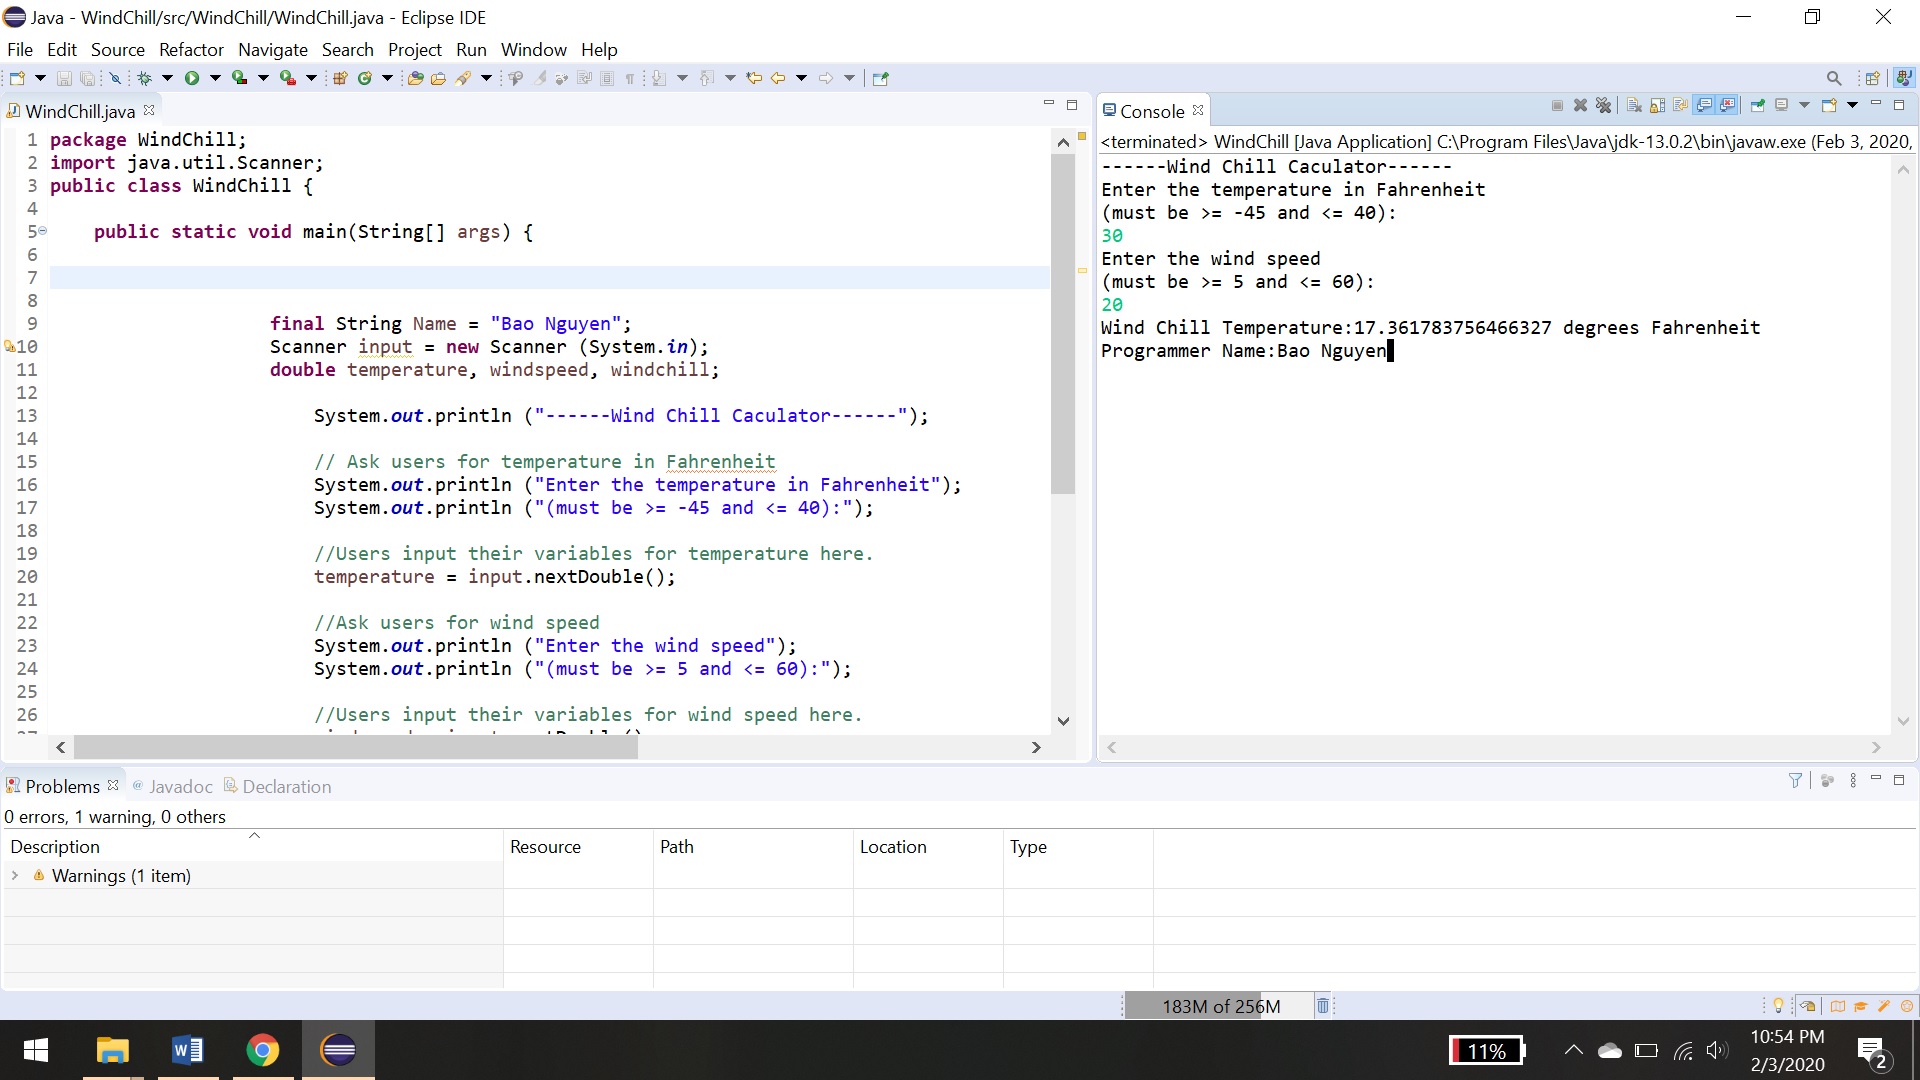 Java - WindChill/src/WindChill/WindChill.java - Eclipse IDE
File Edit Source Refactor Navigate Search Project Run Window Help
WindChill.java
1 package WindChill;
2 import java.util.Scanner;
3 public class WindChill {
4
5 public static void main(String[] args) {
6
7
8
9 final String Name = "Bao Nguyen";
10 Scanner input = new Scanner (System.in);
11 double temperature, windspeed, windchill;
12
13 System.out.println ("------Wind Chill Caculator------");
14
15 // Ask users for temperature in Fahrenheit
16 System.out.println ("Enter the temperature in Fahrenheit");
17 System.out.println ("(must be >= -45 and <= 40):");
18
19 //Users input their variables for temperature here.
20 temperature = input.nextDouble();
21
22 //Ask users for wind speed
23 System.out.println ("Enter the wind speed");
24 System.out.println ("(must be >= 5 and <= 60):");
25
26 //Users input their variables for wind speed here.
Console
<terminated> WindChill [Java Application] C:\Program Files\Java\jdk-13.0.2\bin\javaw.exe (Feb 3, 2020,
------Wind Chill Caculator------
Enter the temperature in Fahrenheit
(must be >= -45 and <= 40):
30
Enter the wind speed
(must be >= 5 and <= 60):
20
Wind Chill Temperature:17.361783756466327 degrees Fahrenheit
Programmer Name:Bao Nguyen
Problems @ Javadoc Declaration
0 errors, 1 warning, 0 others
Description Resource Path Location Type
Warnings (1 item)
183M of 256M
11%
10:54 PM
2/3/2020
2